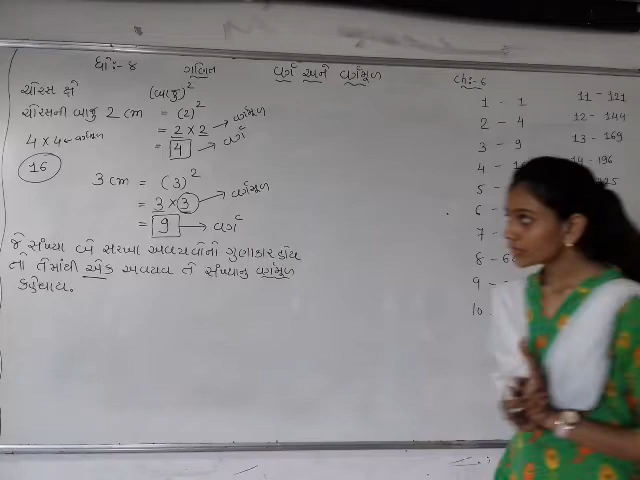 ધો:- ૪ ગણિત વર્ગ અને વર્ગમૂળ Ch:-6
ચોરસ ક્ષે (બાજુ)²
ચોરસની બાજુ 2 cm = (2)²
= 2 × 2 → વર્ગમૂળ
= 4 → વર્ગ
4 × 4 ← વર્ગમૂળ
16
3 cm = (3)²
= 3 × 3 → વર્ગમૂળ
= 9 → વર્ગ
જે સંખ્યા બે સરખા અવયવોનો ગુણાકાર હોય
તો તેમાંથી એક અવયવ તે સંખ્યાનુ વર્ગમૂળ
કહેવાય.
1 - 1
2 - 4
3 - 9
4 -
5 -
6 -
7 -
8 -
9 -
10
11 - 121
12 - 144
13 - 169
14 - 196